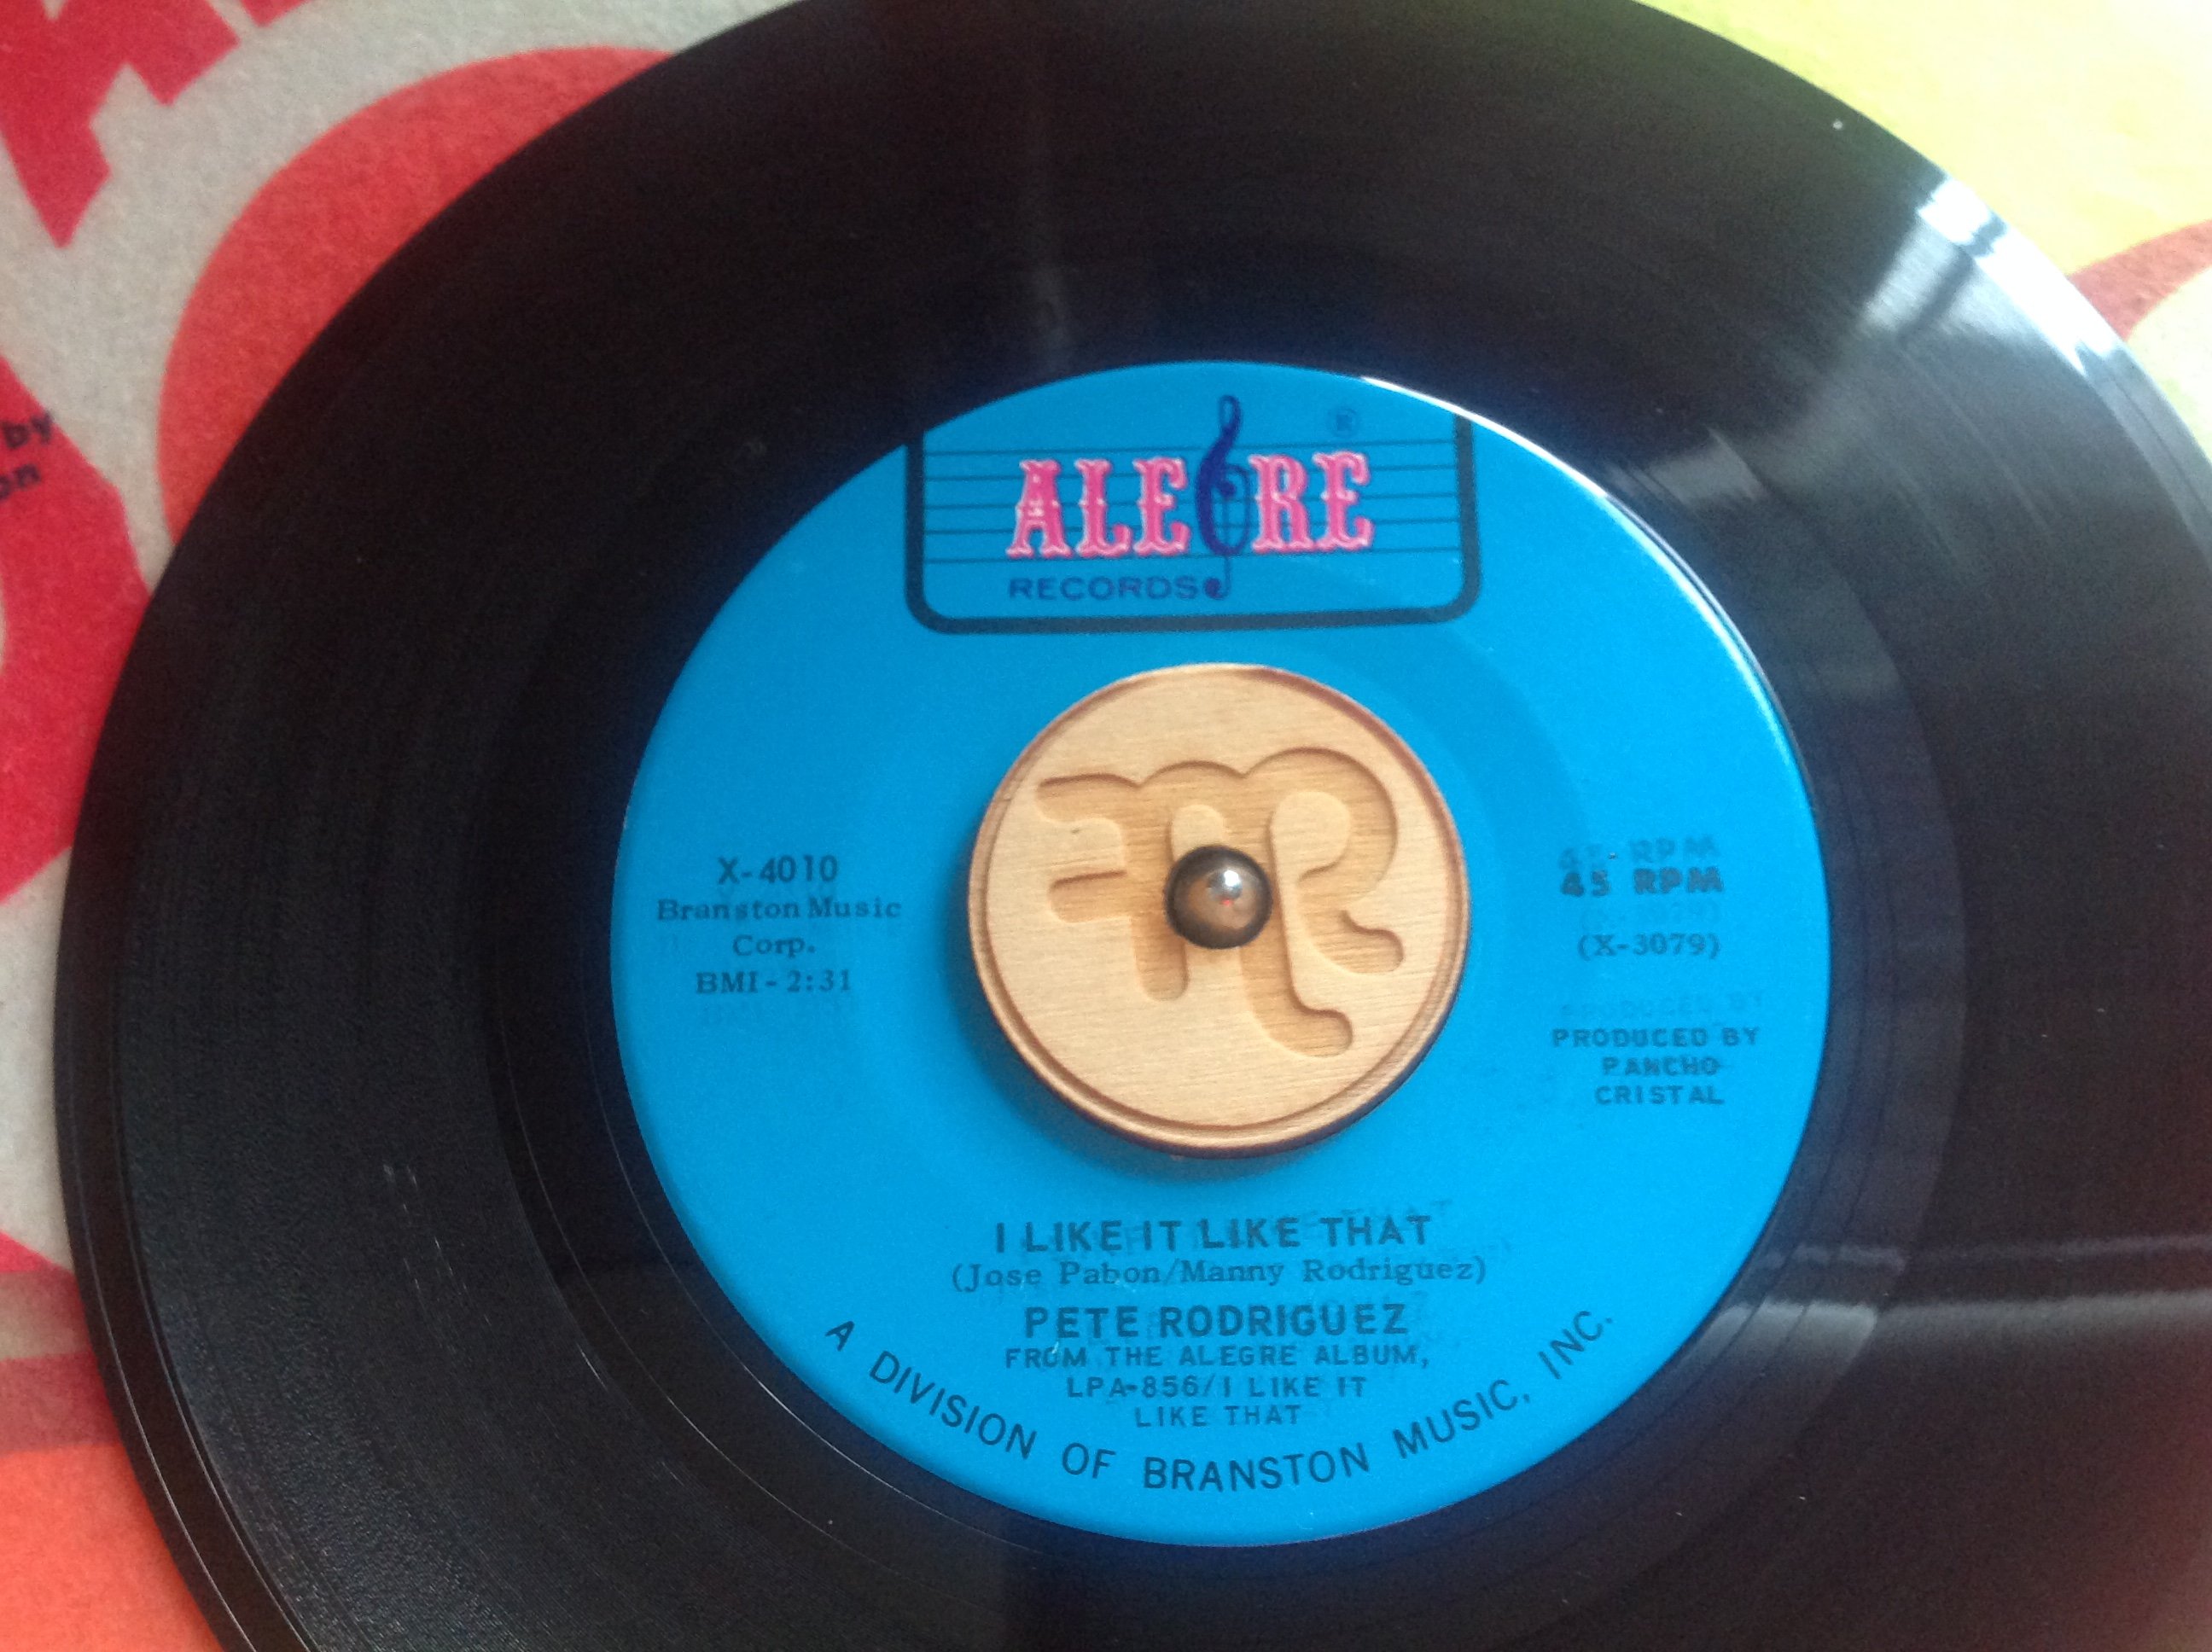 by
on
ALEGRE ®
RECORDS
X-4010
Branston Music
Corp.
BMI - 2:31
45 RPM
(X-3079)
PRODUCED BY
PANCHO
CRISTAL
I LIKE IT LIKE THAT
(Jose Pabon/Manny Rodriguez)
PETE RODRIGUEZ
FROM THE ALEGRE ALBUM,
LPA-856/I LIKE IT
LIKE THAT
A DIVISION OF BRANSTON MUSIC, INC.